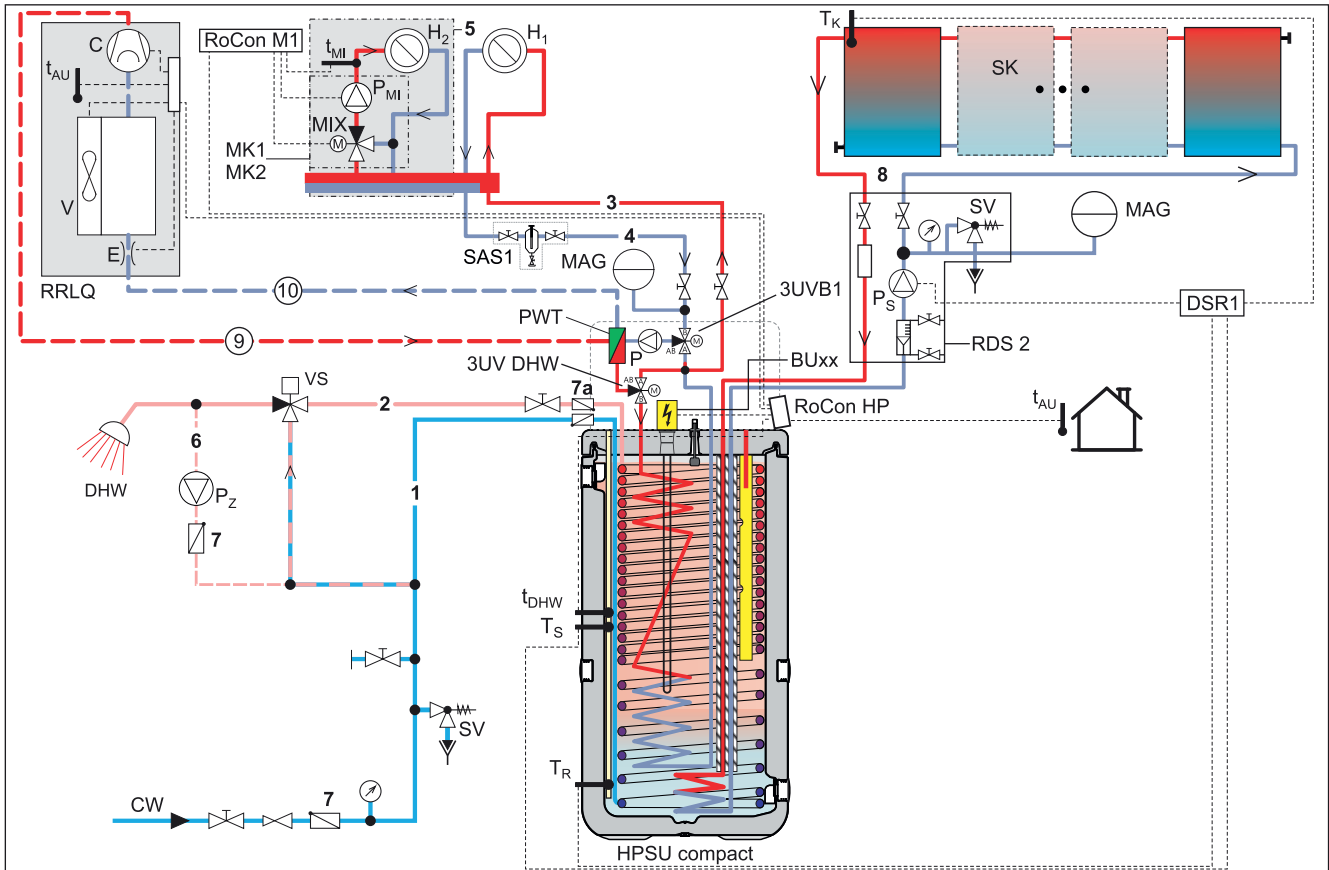 C
RoCon M1
tMI
H2
5
H1
TK
tAU
PMI
SK
MIX
M
MK1
MK2
8
V
3
SV
MAG
SAS1
4
E
MAG
RRLQ
10
3UVB1
PS
DSR1
PWT
B
M
AB
A
RDS 2
9
P
3UV DHW
AB
A
M
B
BUxx
VS
7a
RoCon HP
tAU
2
6
DHW
PZ
1
7
tDHW
TS
SV
TR
CW
7
HPSU compact